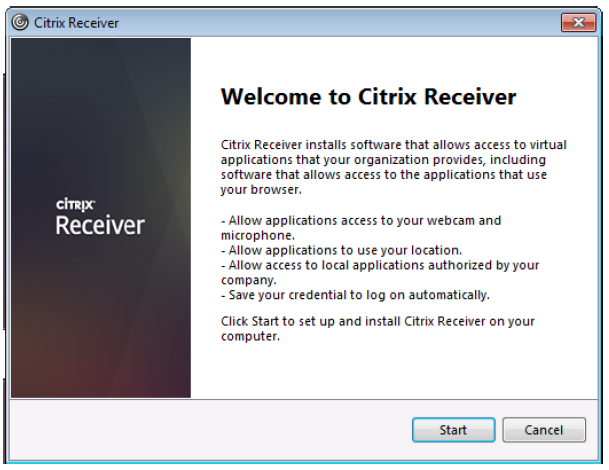 Citrix Receiver
Welcome to Citrix Receiver
Citrix Receiver installs software that allows access to virtual
applications that your organization provides, including
software that allows access to the applications that use
your browser.
- Allow applications access to your webcam and
microphone.
- Allow applications to use your location.
- Allow access to local applications authorized by your
company.
- Save your credential to log on automatically.
Click Start to set up and install Citrix Receiver on your
computer.
CITRIX
Receiver
Start Cancel